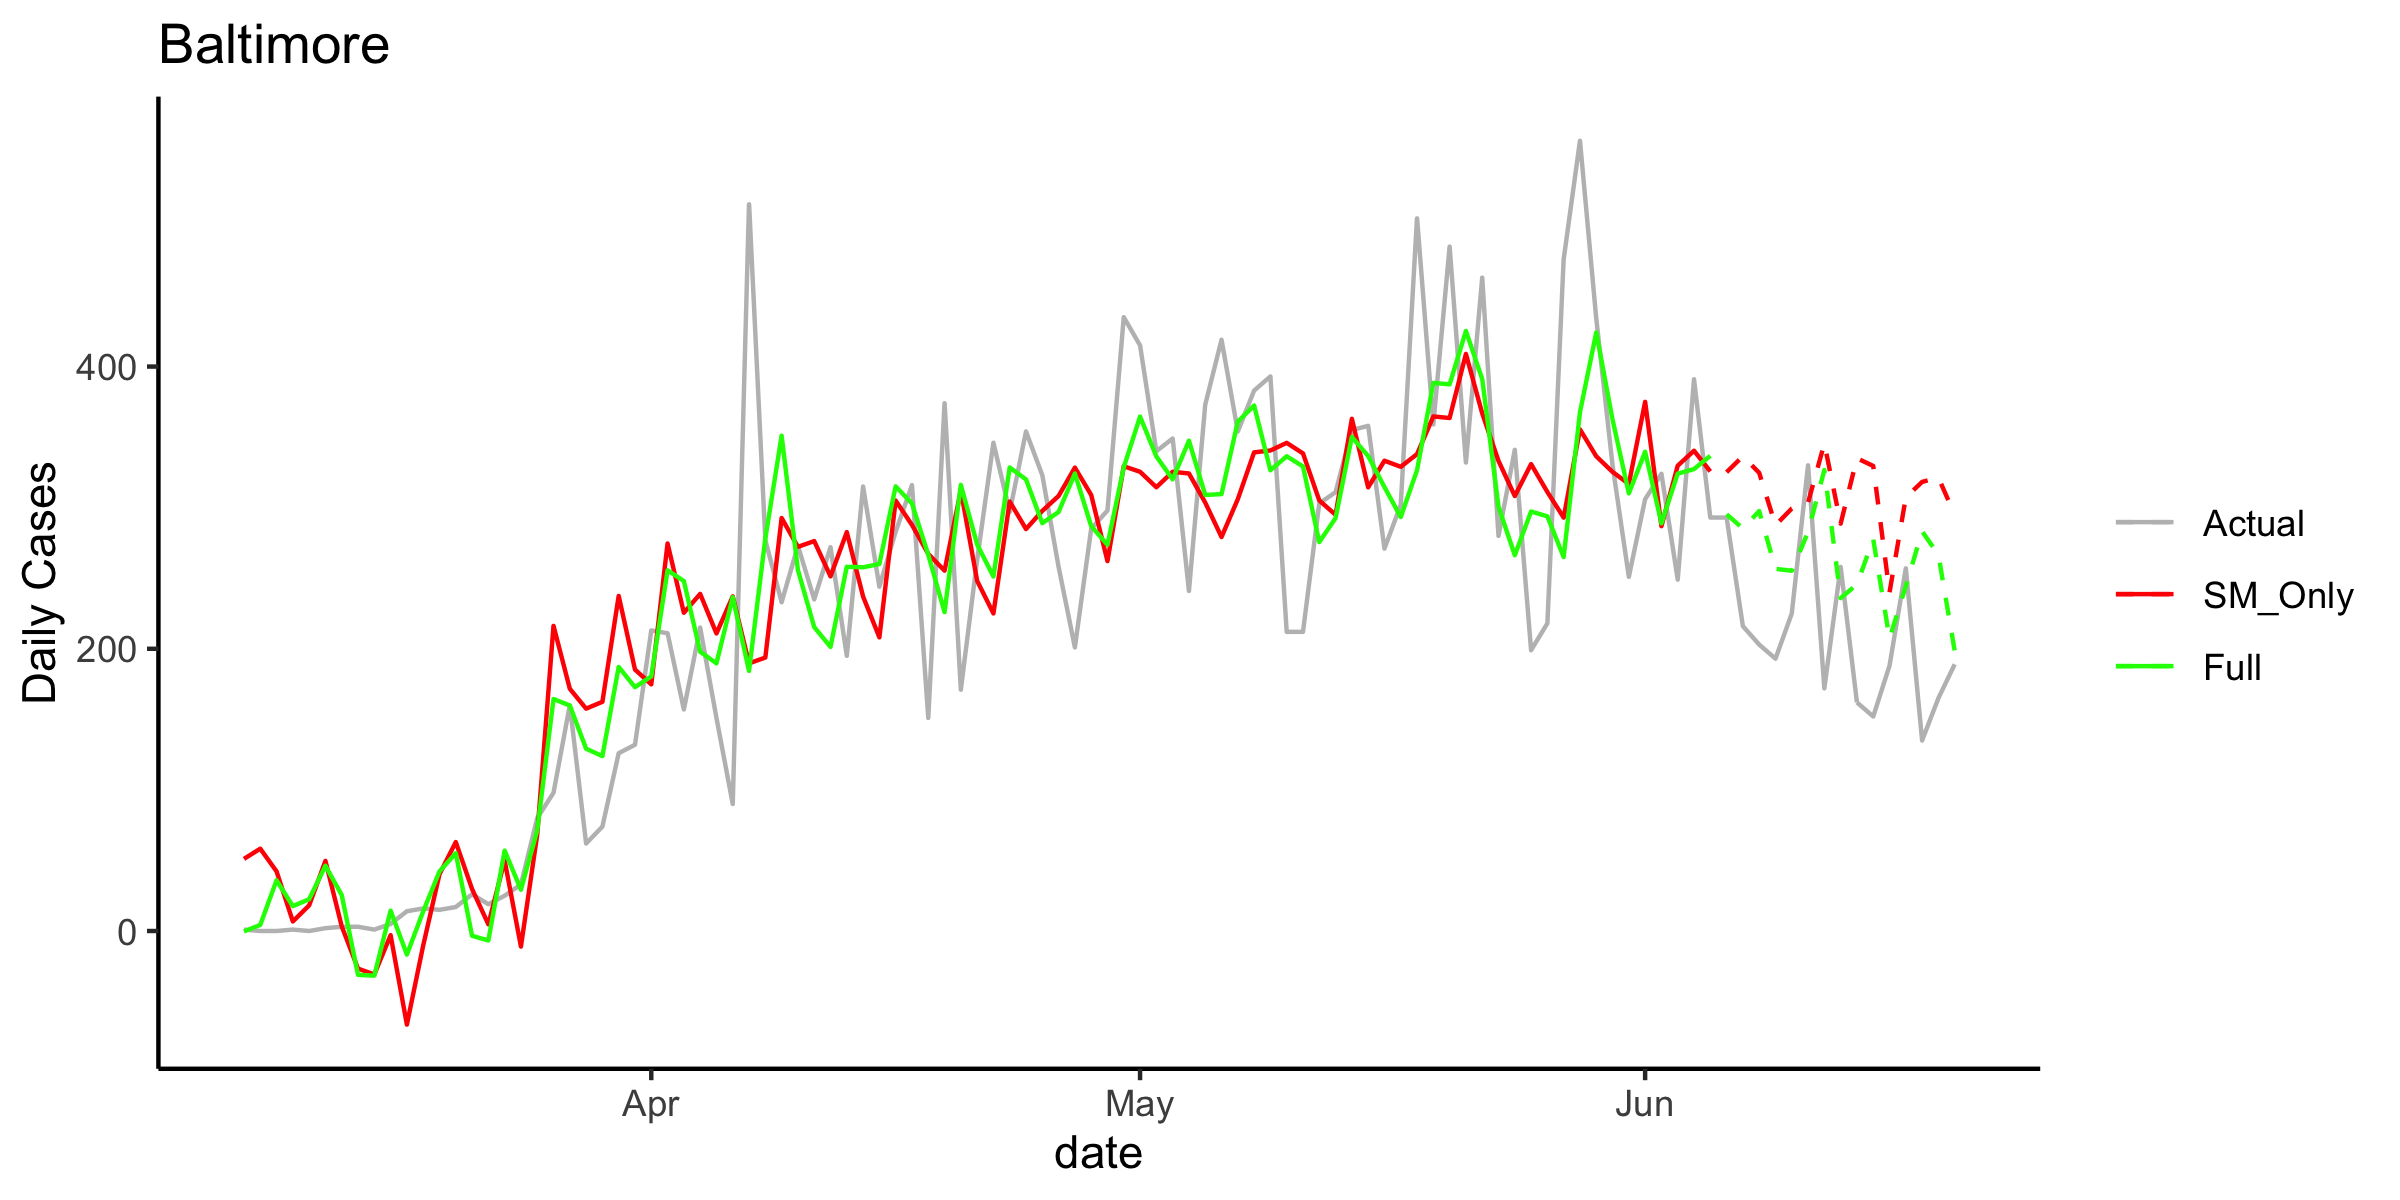 Baltimore
Daily Cases
400
200
0
Apr
May
Jun
date
Actual
SM_Only
Full